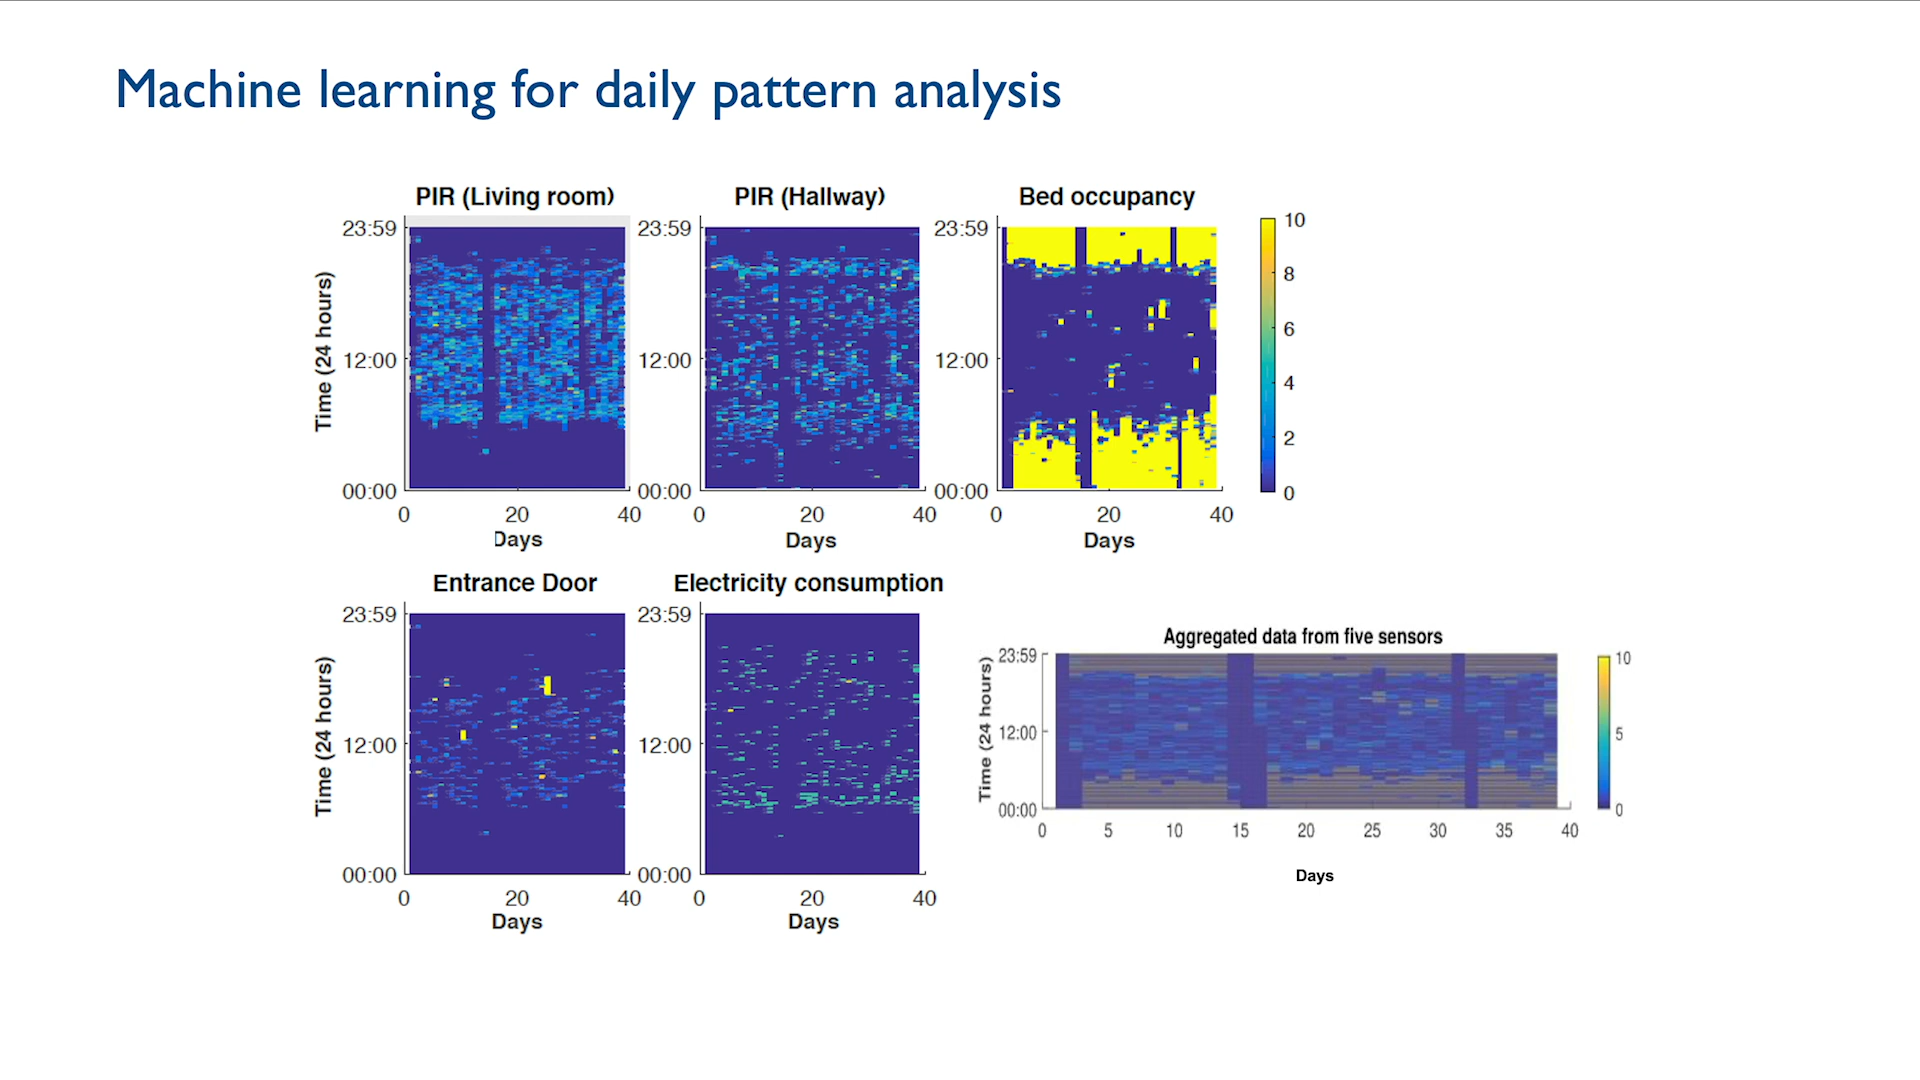 Machine learning for daily pattern analysis
PIR (Living room)
PIR (Hallway)
Bed occupancy
Time (24 hours)
23:59
12:00
00:00
0 20 40
Days
23:59
12:00
00:00
0 20 40
Days
23:59
12:00
00:00
0 20 40
Days
10
8
6
4
2
0
Entrance Door
Electricity consumption
Time (24 hours)
23:59
12:00
00:00
0 20 40
Days
23:59
12:00
00:00
0 20 40
Days
Aggregated data from five sensors
Time (24 hours)
23:59
12:00
00:00
0 5 10 15 20 25 30 35 40
Days
10
5
0